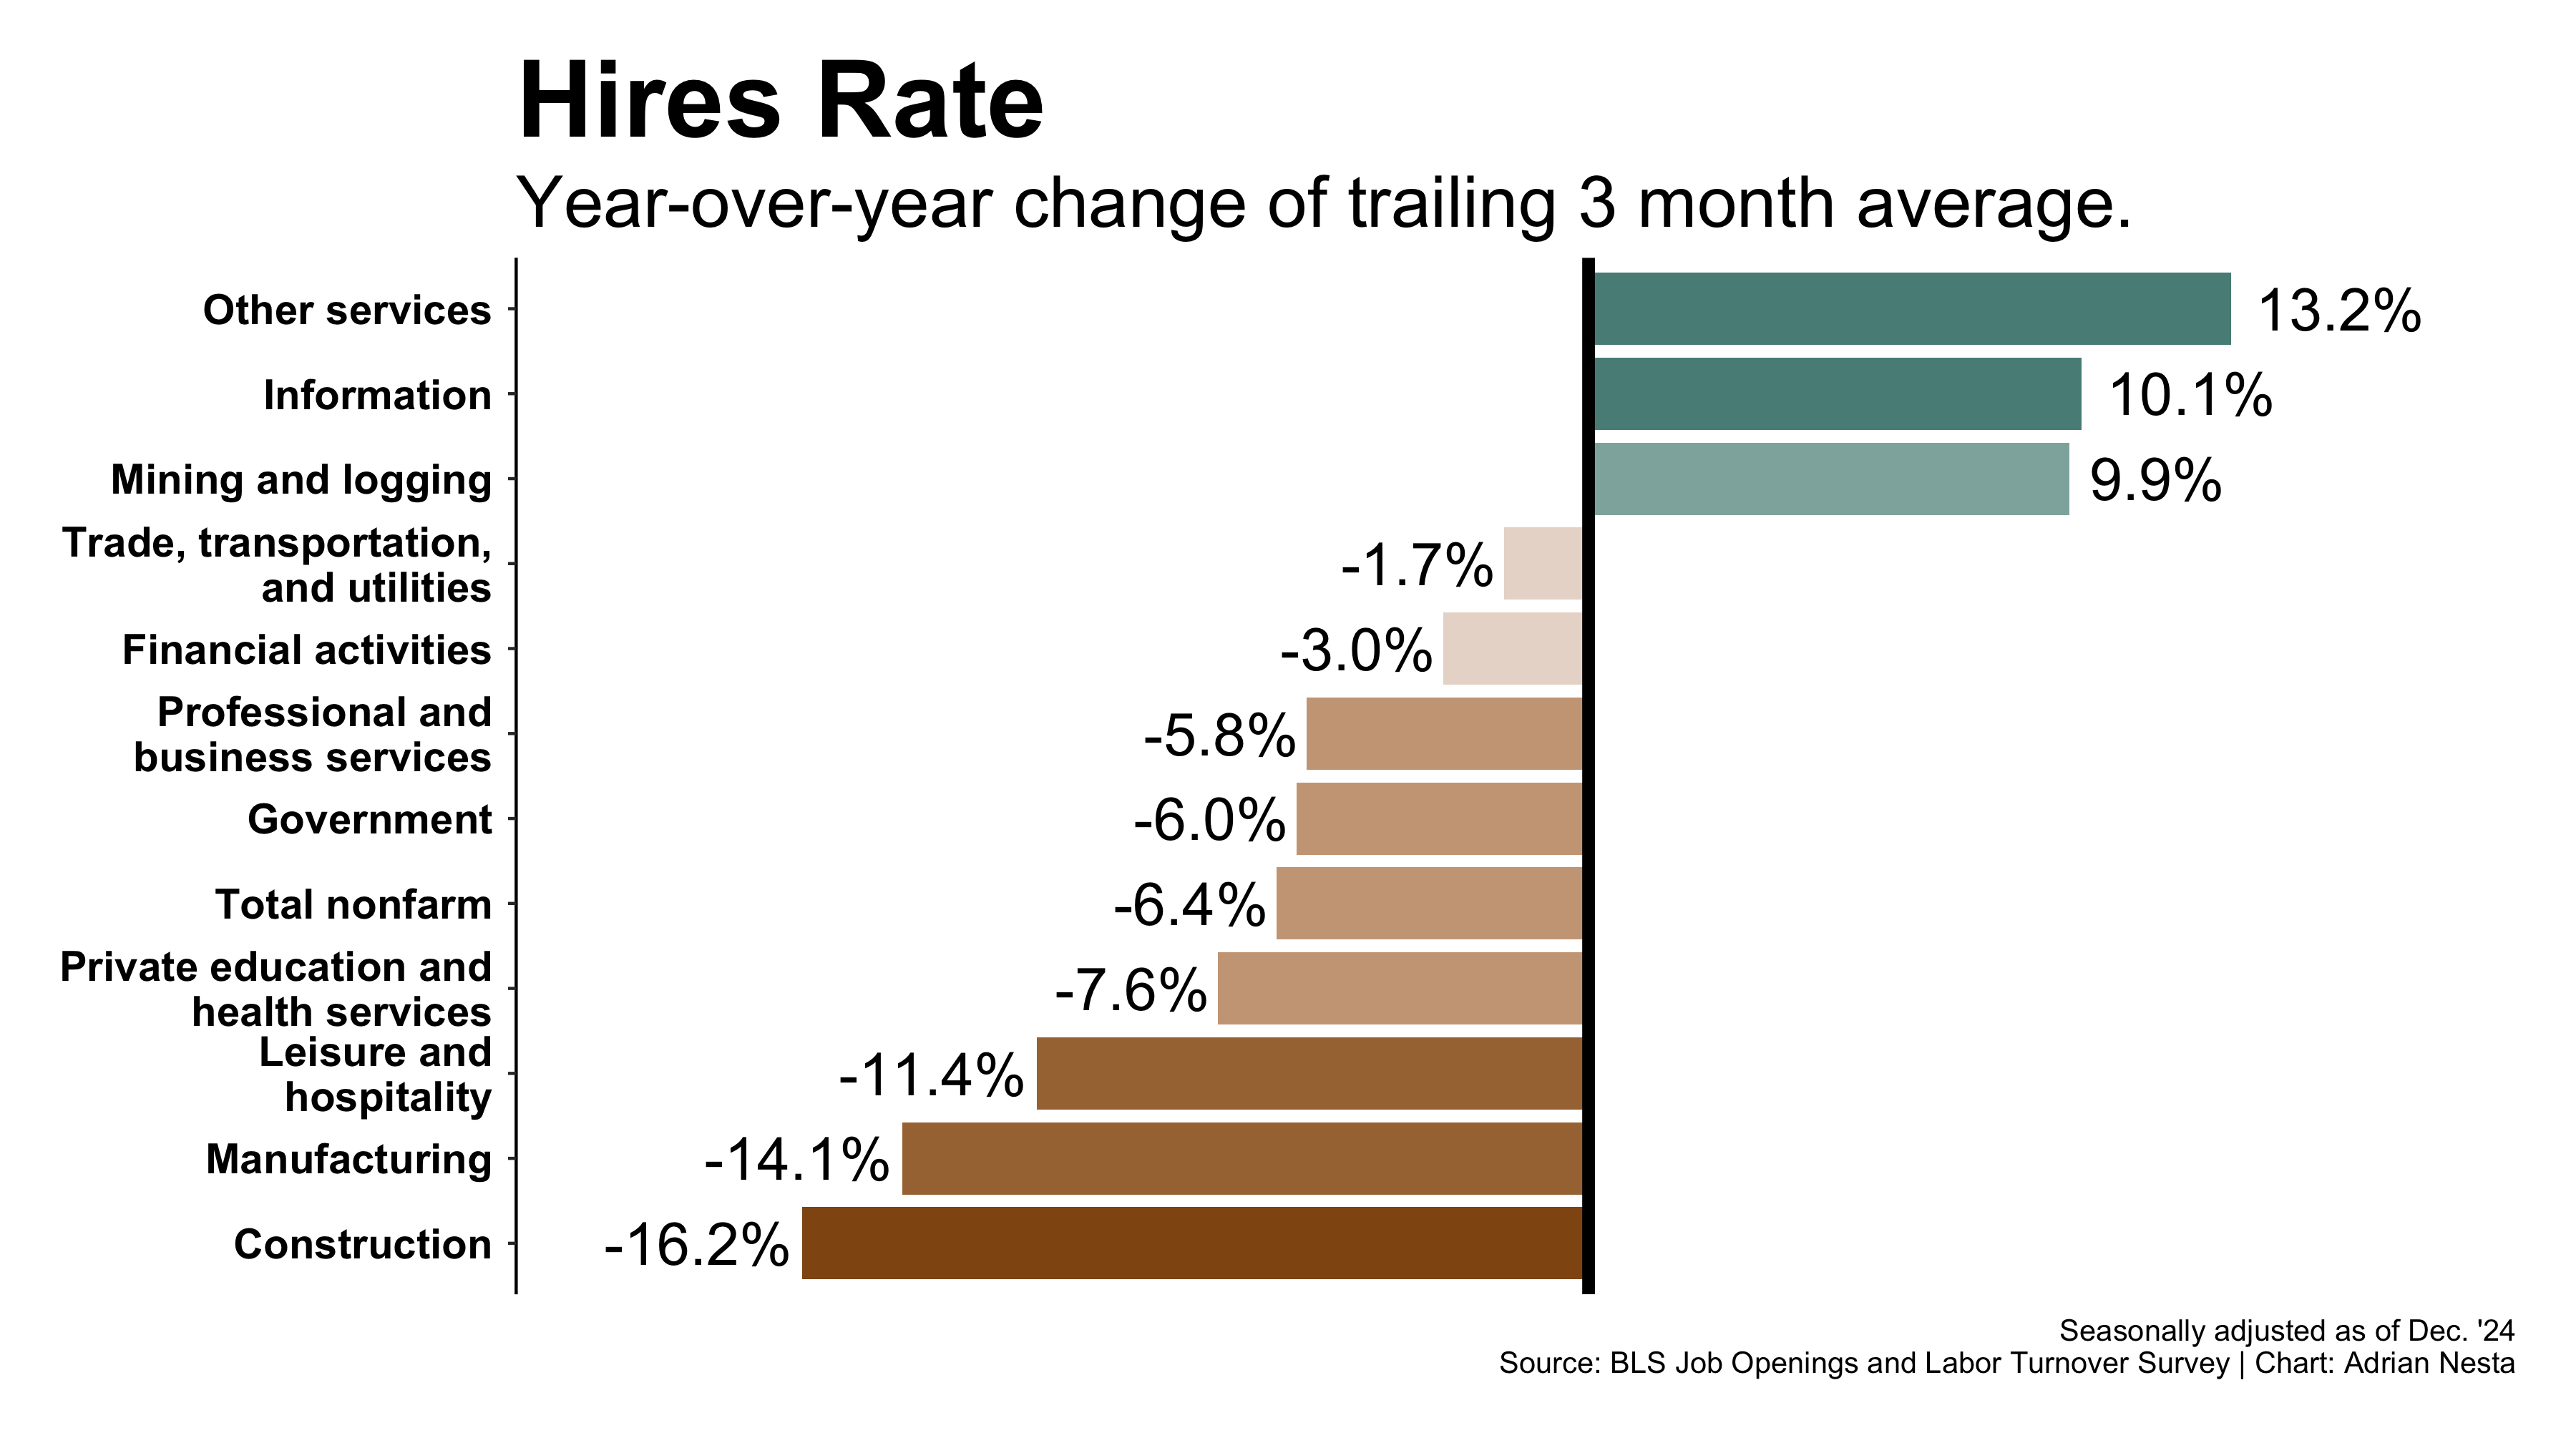 Hires Rate
Year-over-year change of trailing 3 month average.
Other services
13.2%
Information
10.1%
Mining and logging
9.9%
Trade, transportation,
and utilities
-1.7%
Financial activities
-3.0%
Professional and
business services
-5.8%
Government
-6.0%
Total nonfarm
-6.4%
Private education and
health services
-7.6%
Leisure and
hospitality
-11.4%
Manufacturing
-14.1%
Construction
-16.2%
Seasonally adjusted as of Dec. '24
Source: BLS Job Openings and Labor Turnover Survey | Chart: Adrian Nesta